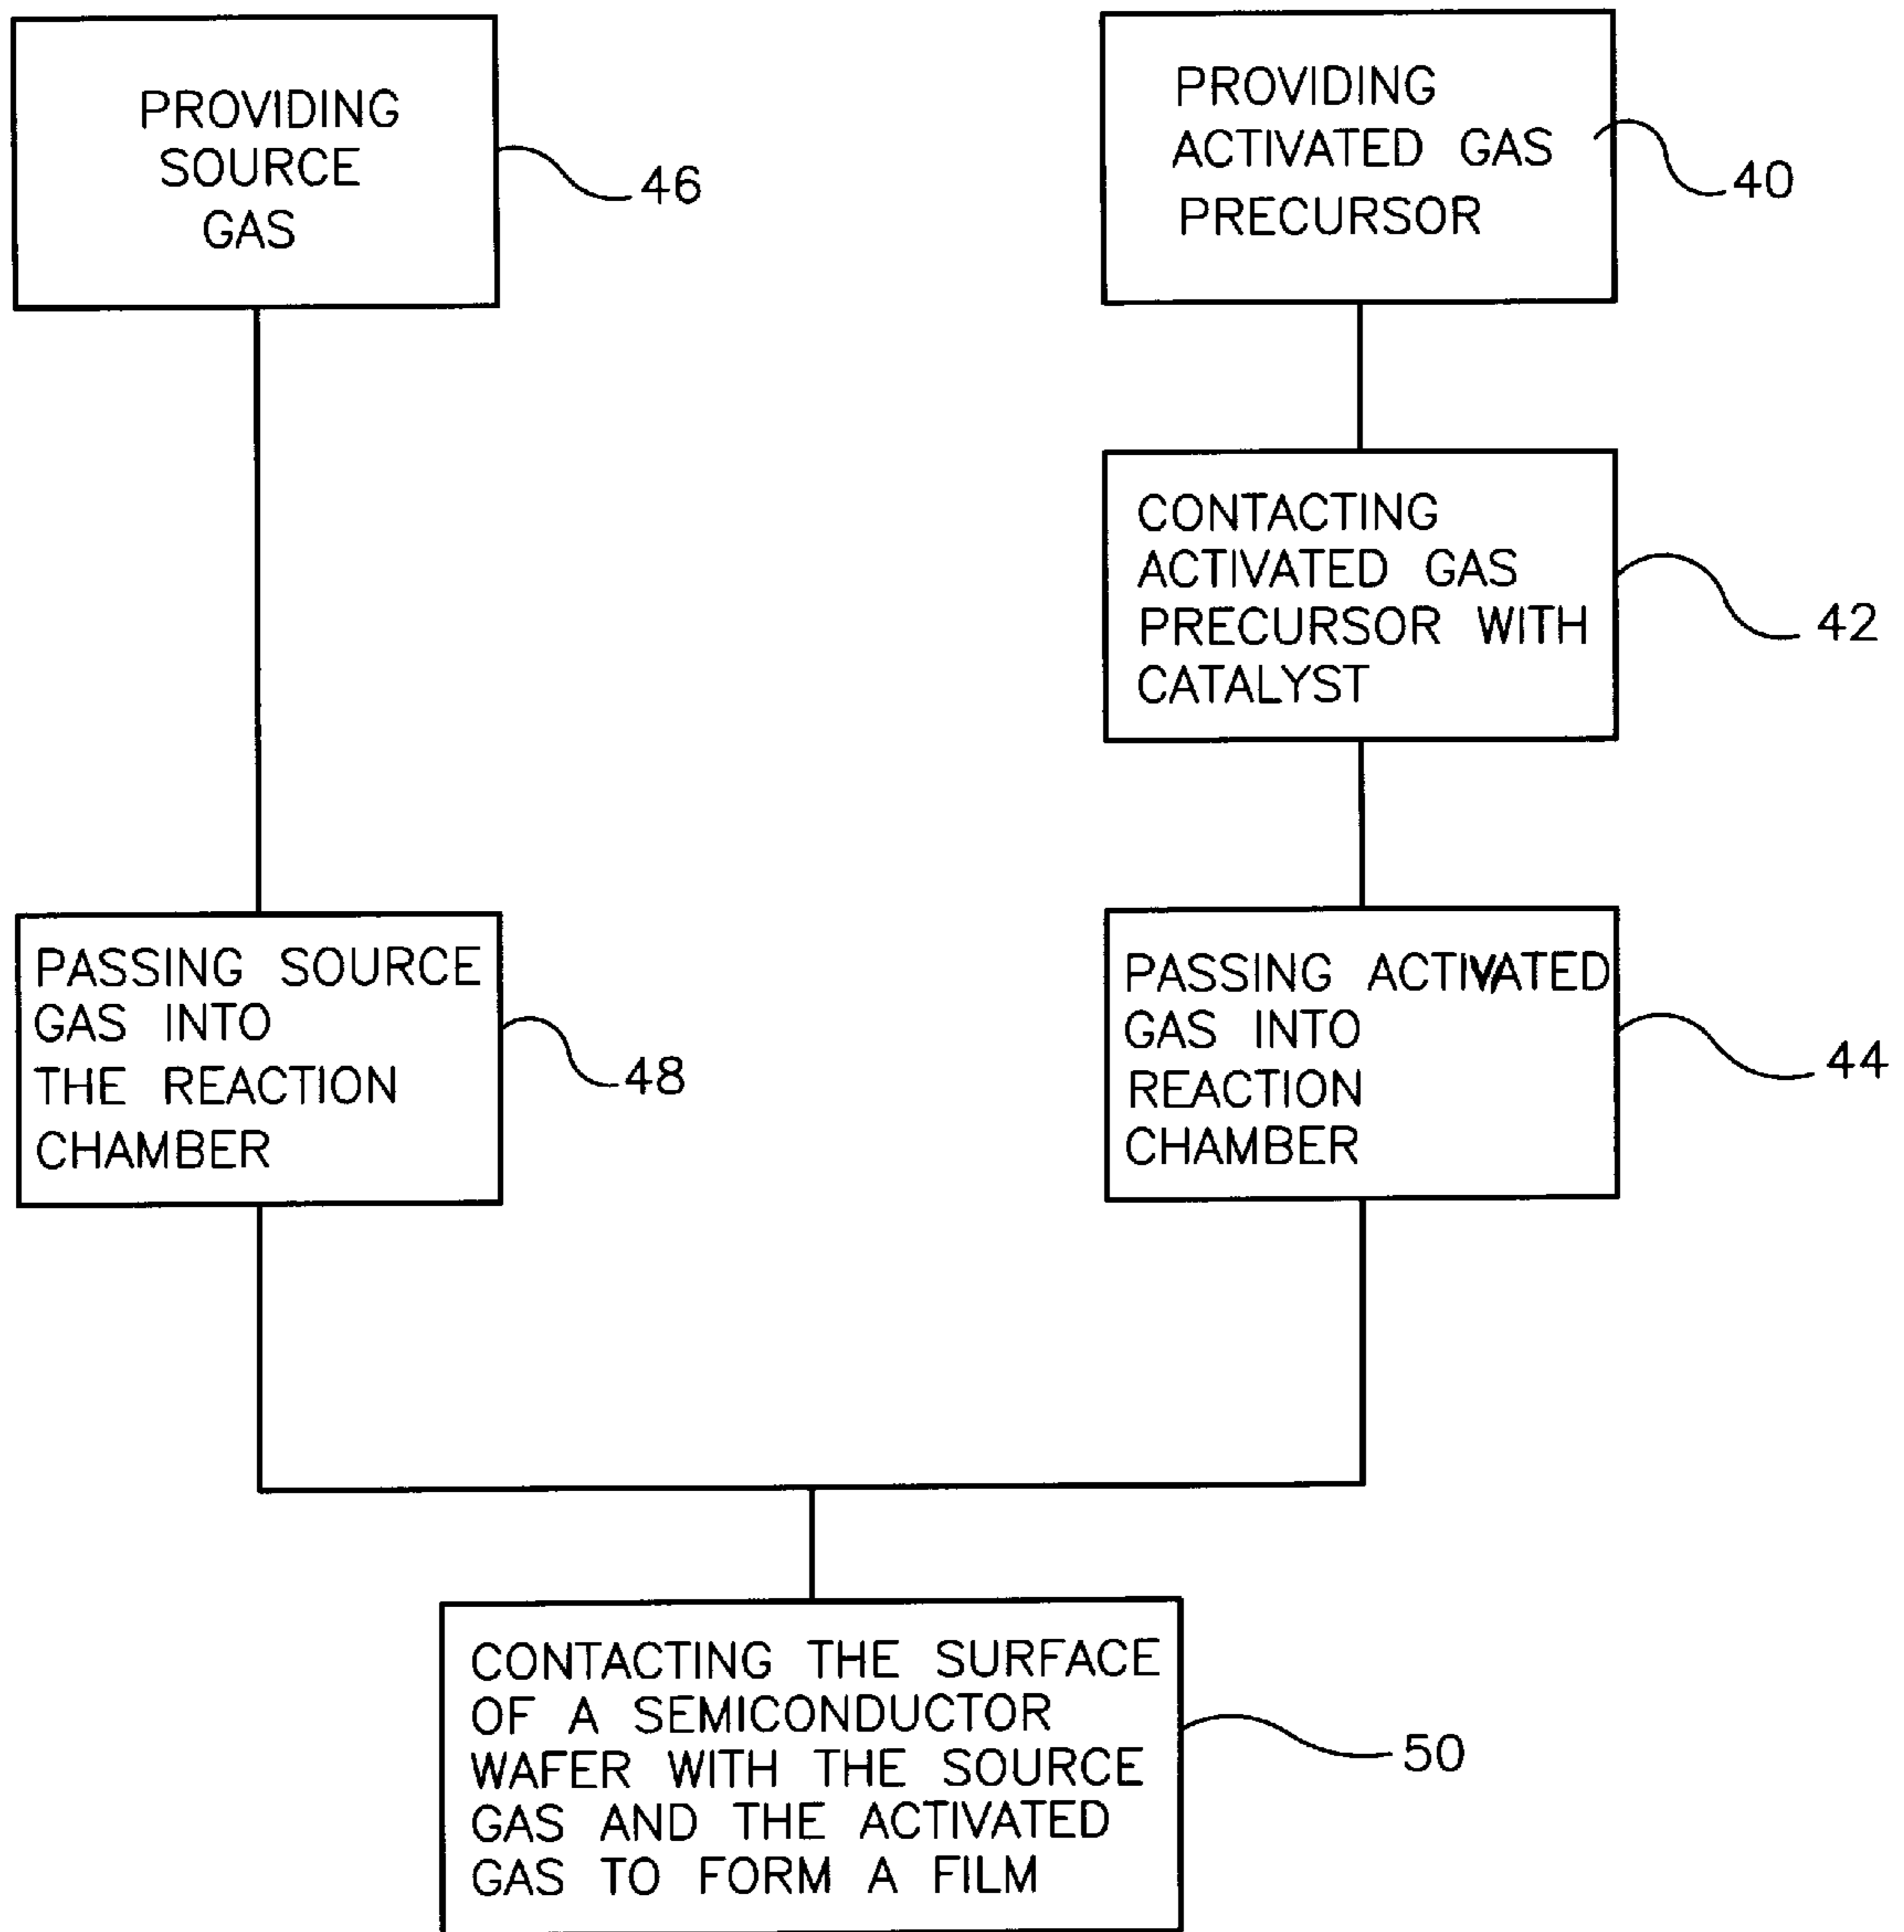 PROVIDING
SOURCE
GAS
46
PROVIDING
ACTIVATED GAS
PRECURSOR
40
CONTACTING
ACTIVATED GAS
PRECURSOR WITH
CATALYST
42
PASSING SOURCE
GAS INTO
THE REACTION
CHAMBER
48
PASSING ACTIVATED
GAS INTO
REACTION
CHAMBER
44
CONTACTING THE SURFACE
OF A SEMICONDUCTOR
WAFER WITH THE SOURCE
GAS AND THE ACTIVATED
GAS TO FORM A FILM
50